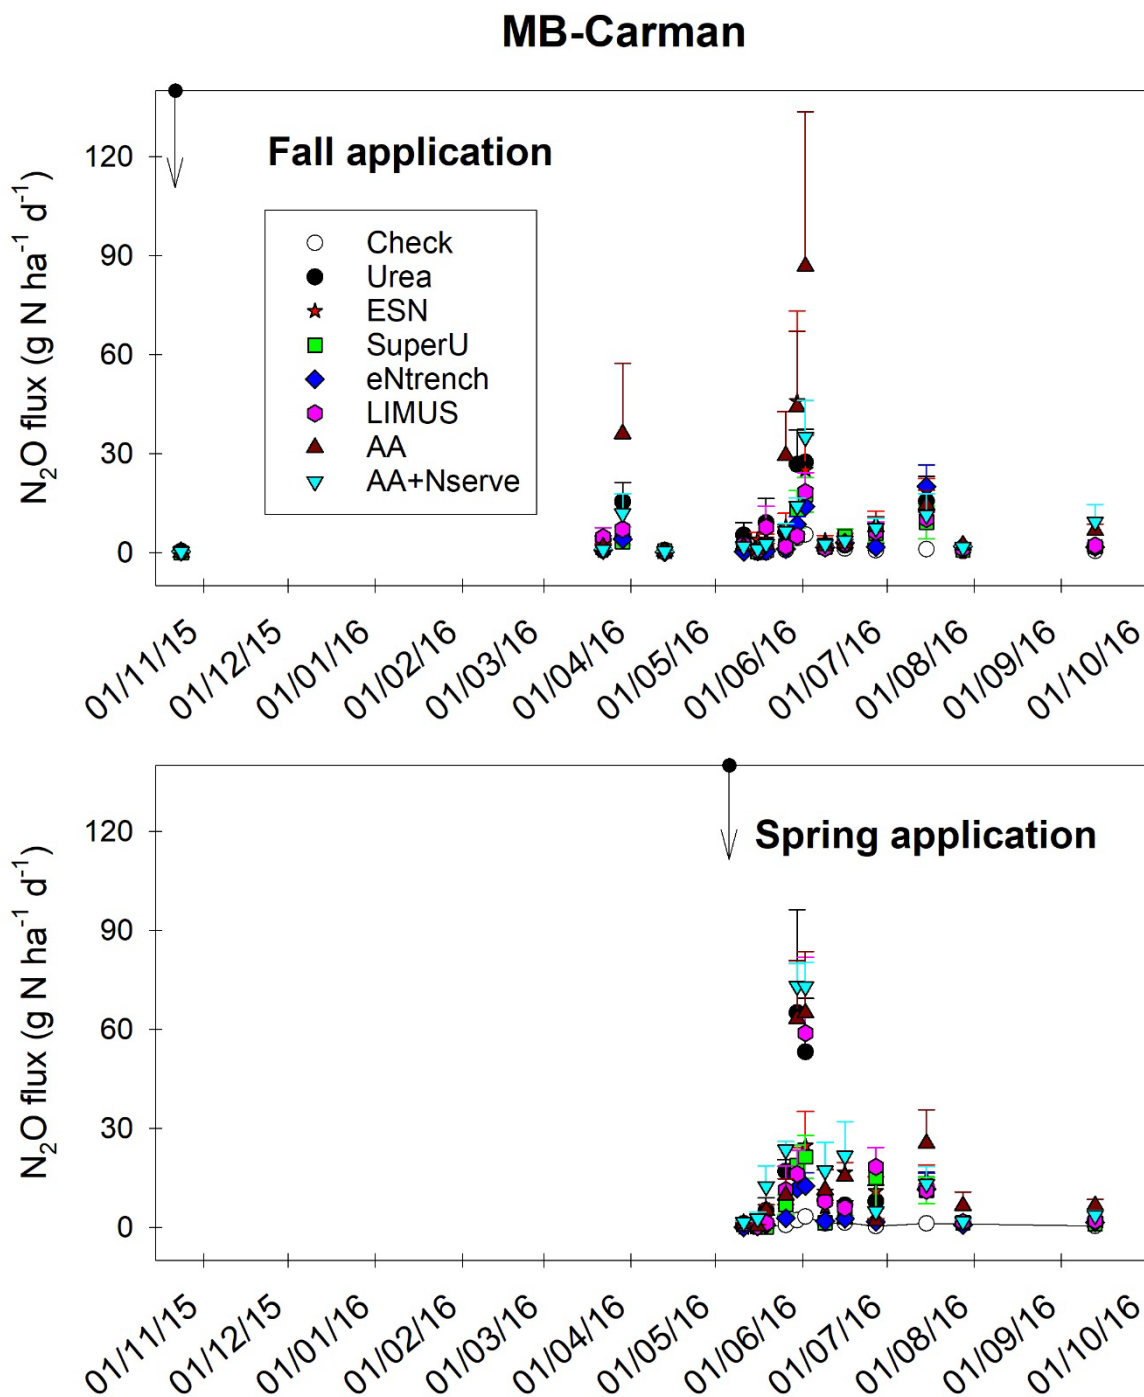 MB-Carman
Fall application
N₂O flux (g N ha⁻¹ d⁻¹)
120
90
60
30
0
Check
Urea
ESN
SuperU
eNtrench
LIMUS
AA
AA+Nserve
01/11/15
01/12/15
01/01/16
01/02/16
01/03/16
01/04/16
01/05/16
01/06/16
01/07/16
01/08/16
01/09/16
01/10/16
Spring application
N₂O flux (g N ha⁻¹ d⁻¹)
120
90
60
30
0
01/11/15
01/12/15
01/01/16
01/02/16
01/03/16
01/04/16
01/05/16
01/06/16
01/07/16
01/08/16
01/09/16
01/10/16